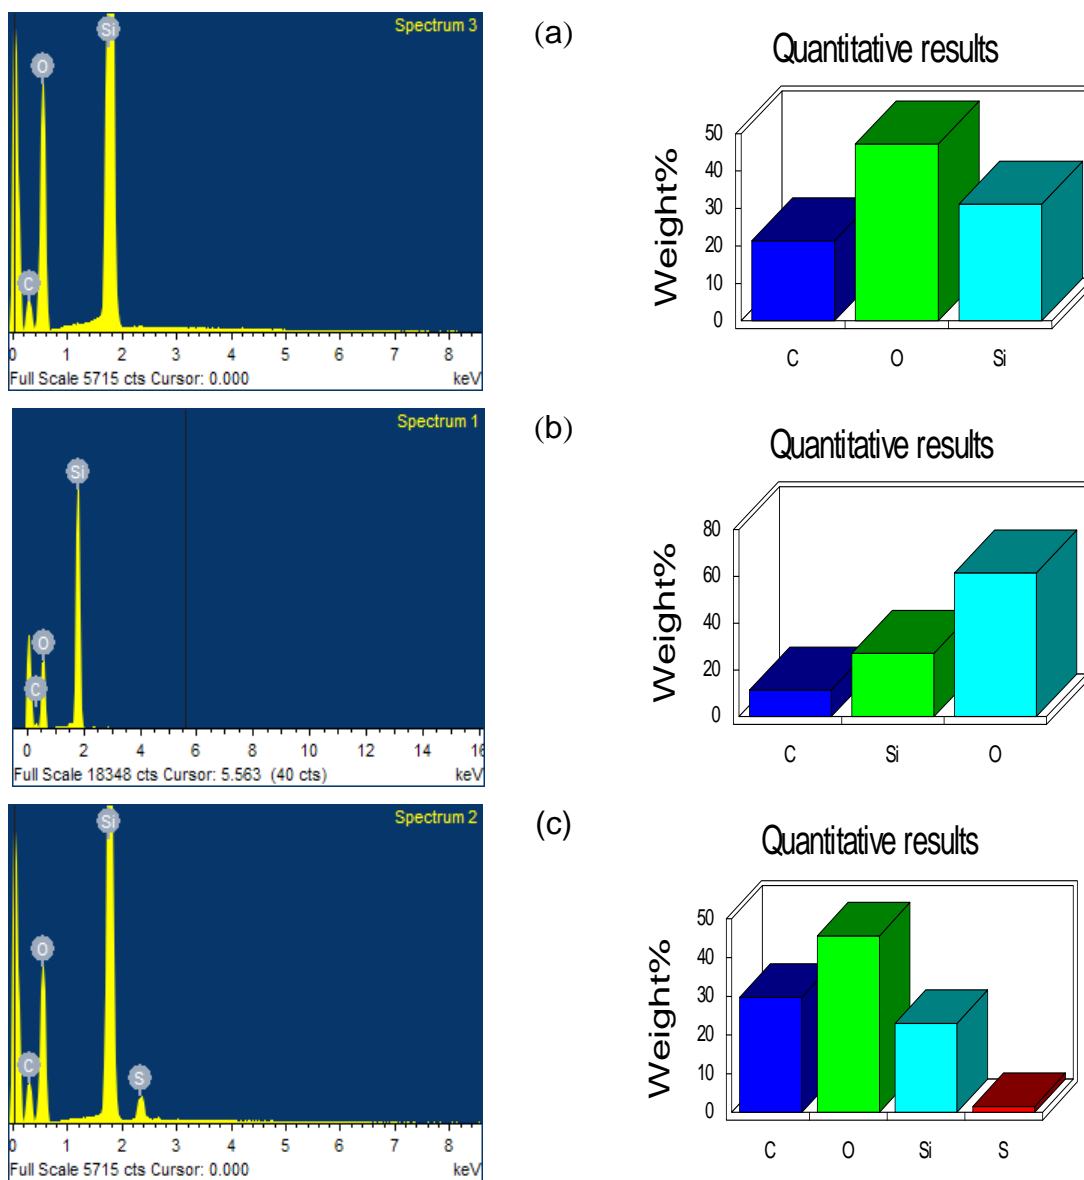 Spectrum 3
Si
O
C
0 1 2 3 4 5 6 7 8
Full Scale 5715 cts Cursor: 0.000 keV
(a)
Quantitative results
Weight%
50
40
30
20
10
0
C O Si
Spectrum 1
Si
O
C
0 2 4 6 8 10 12 14 16
Full Scale 18348 cts Cursor: 5.563 (40 cts) keV
(b)
Quantitative results
Weight%
80
60
40
20
0
C Si O
Spectrum 2
Si
O
C
S
0 1 2 3 4 5 6 7 8
Full Scale 5715 cts Cursor: 0.000 keV
(c)
Quantitative results
Weight%
50
40
30
20
10
0
C O Si S